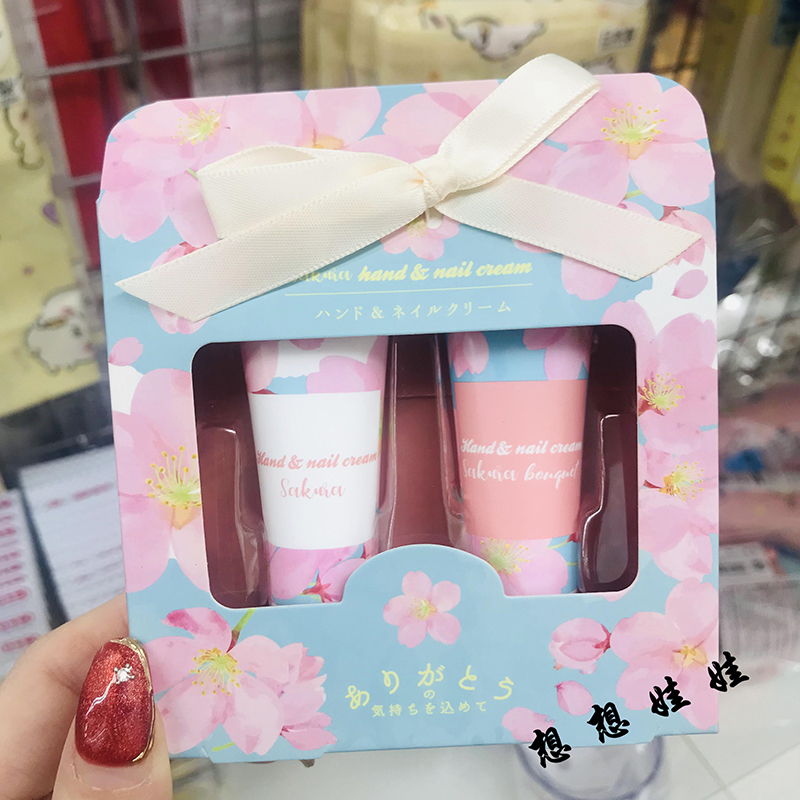 Sakura hand & nail cream
ハンド&ネイルクリーム
Hand & nail cream
Sakura
Hand & nail cream
Sakura bouquet
ありがとう
の
気持ちを込めて
想想娃娃